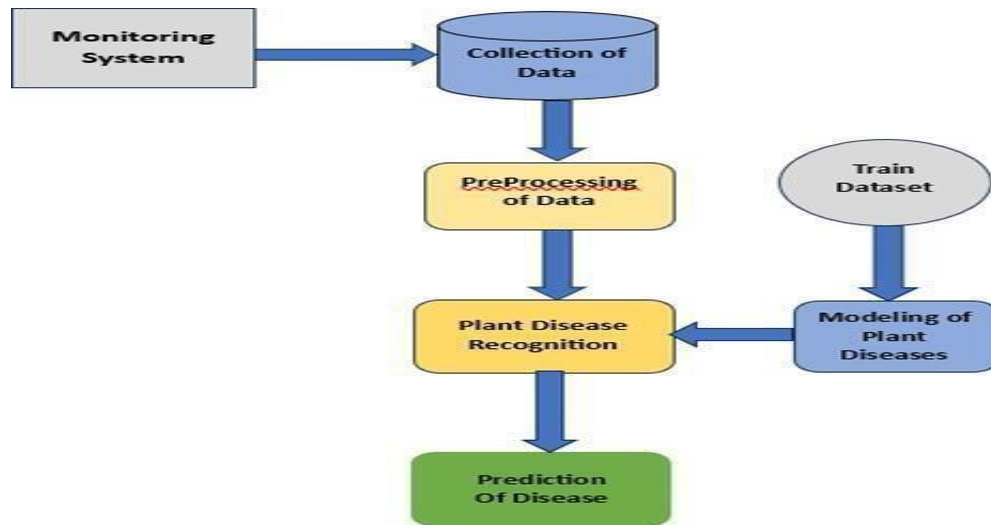 Monitoring
System
Collection of
Data
PreProcessing
of Data
Train
Dataset
Plant Disease
Recognition
Modeling of
Plant
Diseases
Prediction
Of Disease